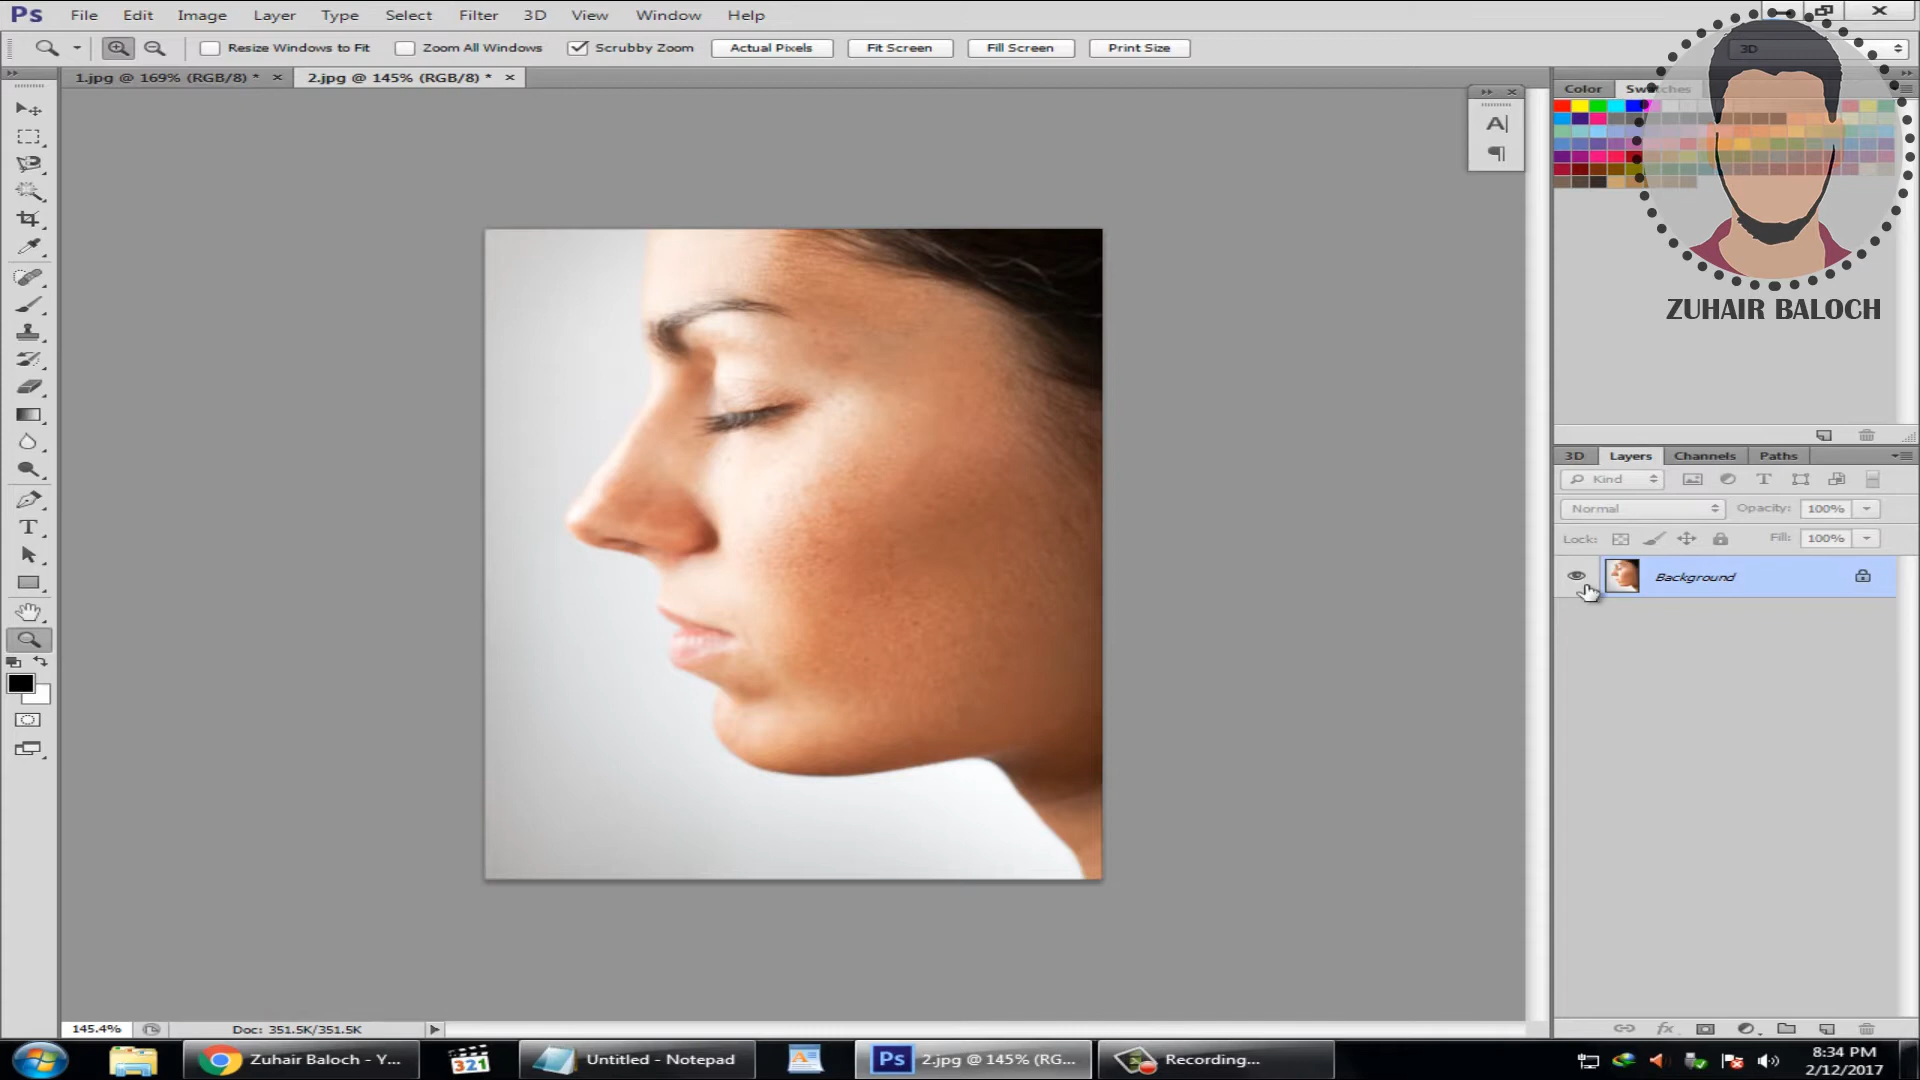 Ps File Edit Image Layer Type Select Filter 3D View Window Help
Resize Windows to Fit Zoom All Windows Scrubby Zoom Actual Pixels Fit Screen Fill Screen Print Size
3D
1.jpg @ 169% (RGB/8) * 2.jpg @ 145% (RGB/8) *
Color Swatches
A
ZUHAIR BALOCH
3D Layers Channels Paths
Kind
Normal Opacity: 100%
Lock: Fill: 100%
Background
T
145.4% Doc: 351.5K/351.5K
Zuhair Baloch - Y... 321 Untitled - Notepad Ps 2.jpg @ 145% (RG... Recording...
8:34 PM
2/12/2017